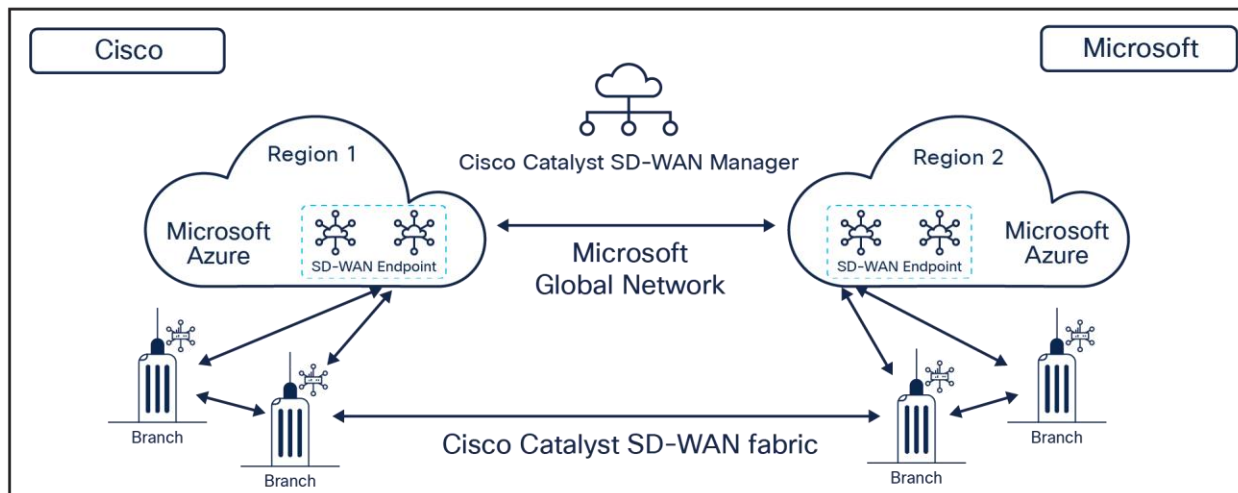 Cisco
Microsoft
Region 1
Region 2
Cisco Catalyst SD-WAN Manager
Microsoft
Azure
SD-WAN Endpoint
Microsoft
Global Network
SD-WAN Endpoint
Microsoft
Azure
Branch
Branch
Cisco Catalyst SD-WAN fabric
Branch
Branch